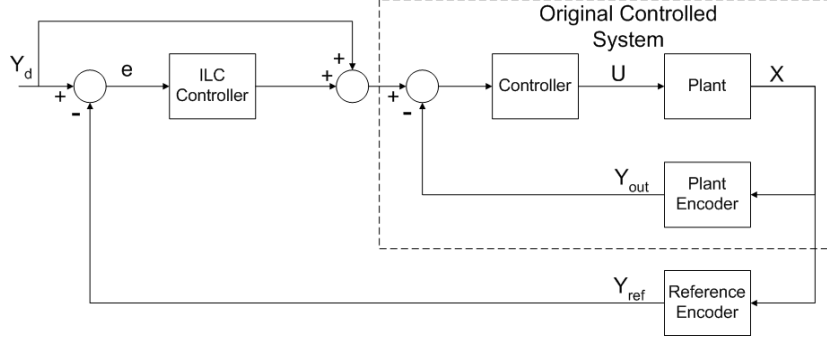 Original Controlled
System
+
Y_d
e
ILC
Controller
+
+
-
+
-
Controller
U
Plant
X
Y_out
Plant
Encoder
Y_ref
Reference
Encoder